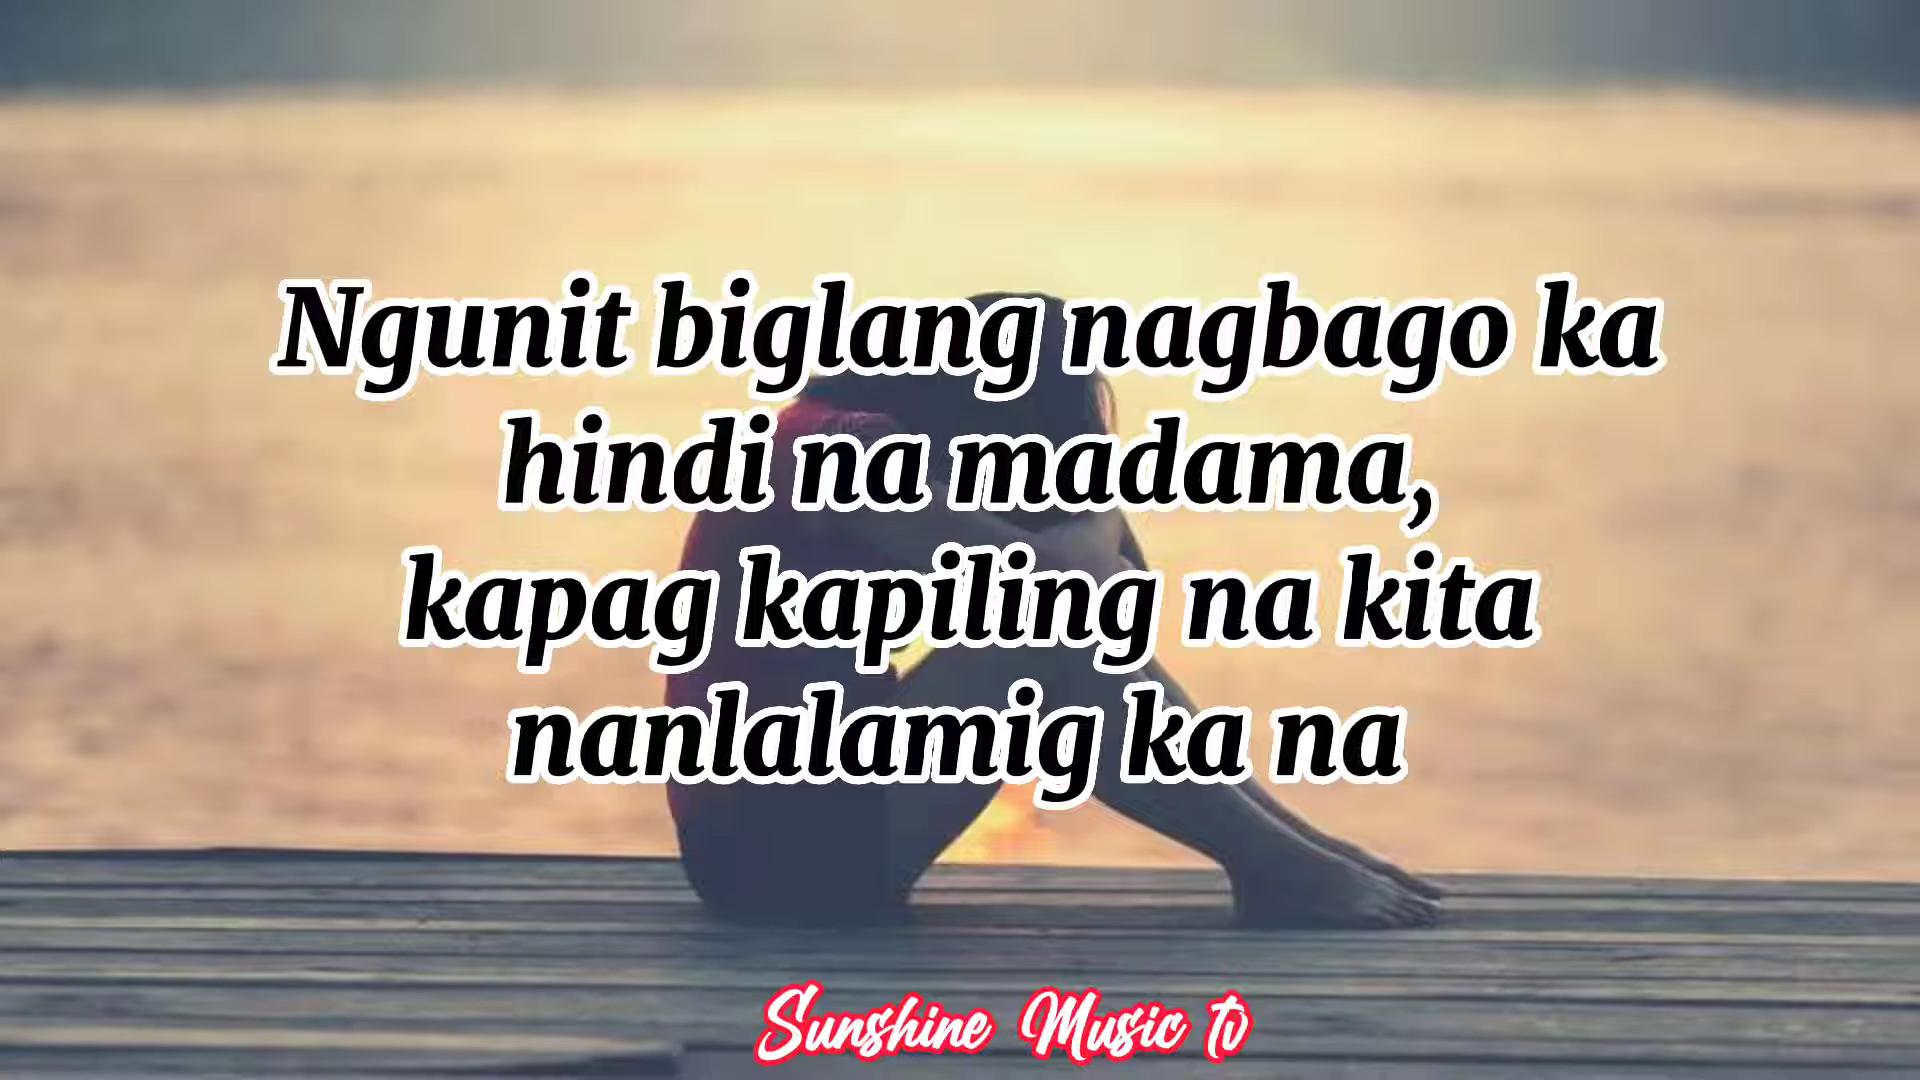 Ngunit biglang nagbago ka
hindi na madama,
kapag kapiling na kita
nanlalamig ka na
Sunshine Music tv